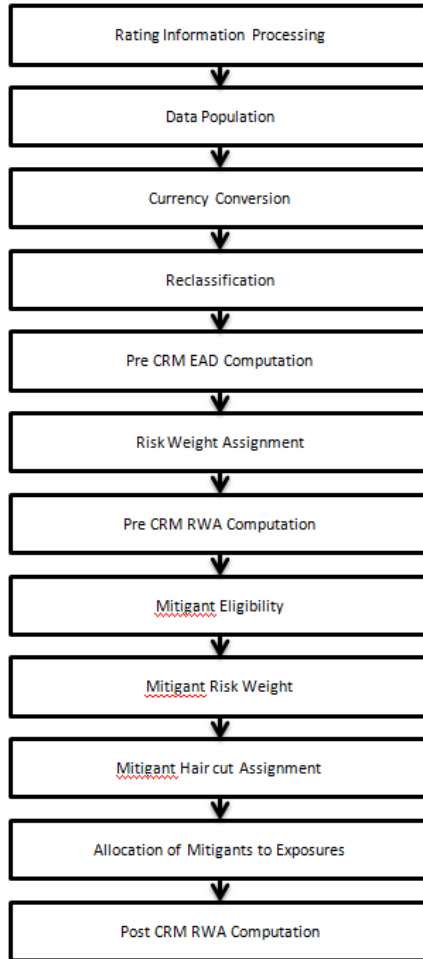 Rating Information Processing
Data Population
Currency Conversion
Reclassification
Pre CRM EAD Computation
Risk Weight Assignment
Pre CRM RWA Computation
Mitigant Eligibility
Mitigant Risk Weight
Mitigant Hair cut Assignment
Allocation of Mitigants to Exposures
Post CRM RWA Computation